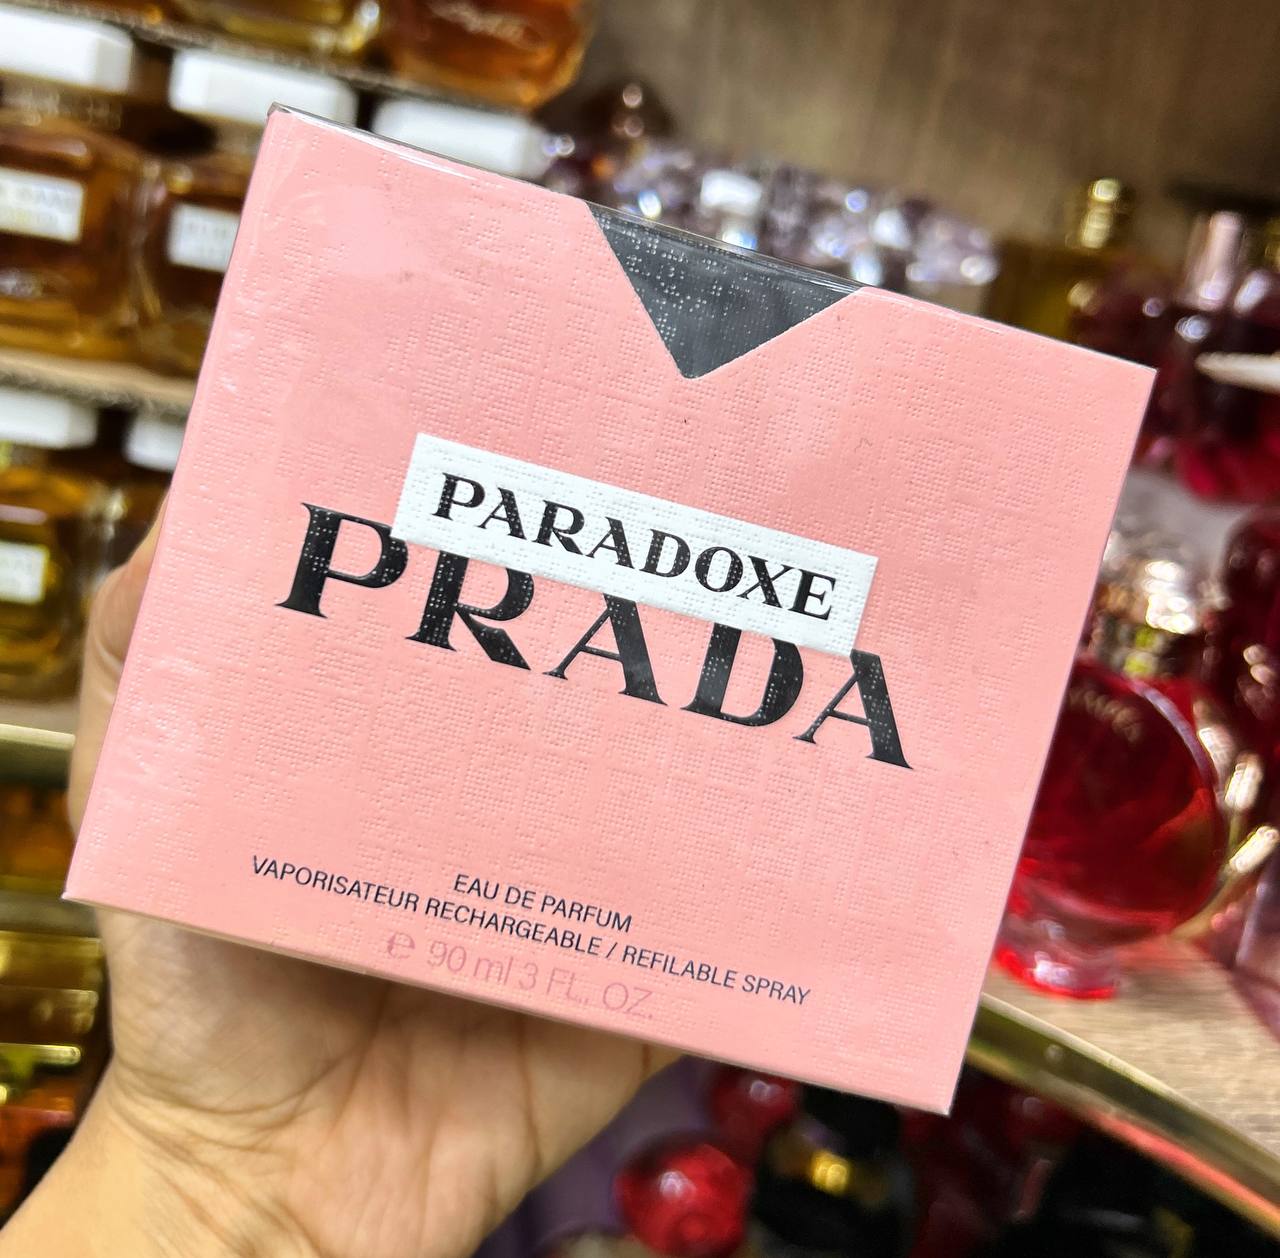 PARADOXE
PRADA
EAU DE PARFUM
VAPORISATEUR RECHARGEABLE / REFILABLE SPRAY
℮ 90 ml 3 FL. OZ.